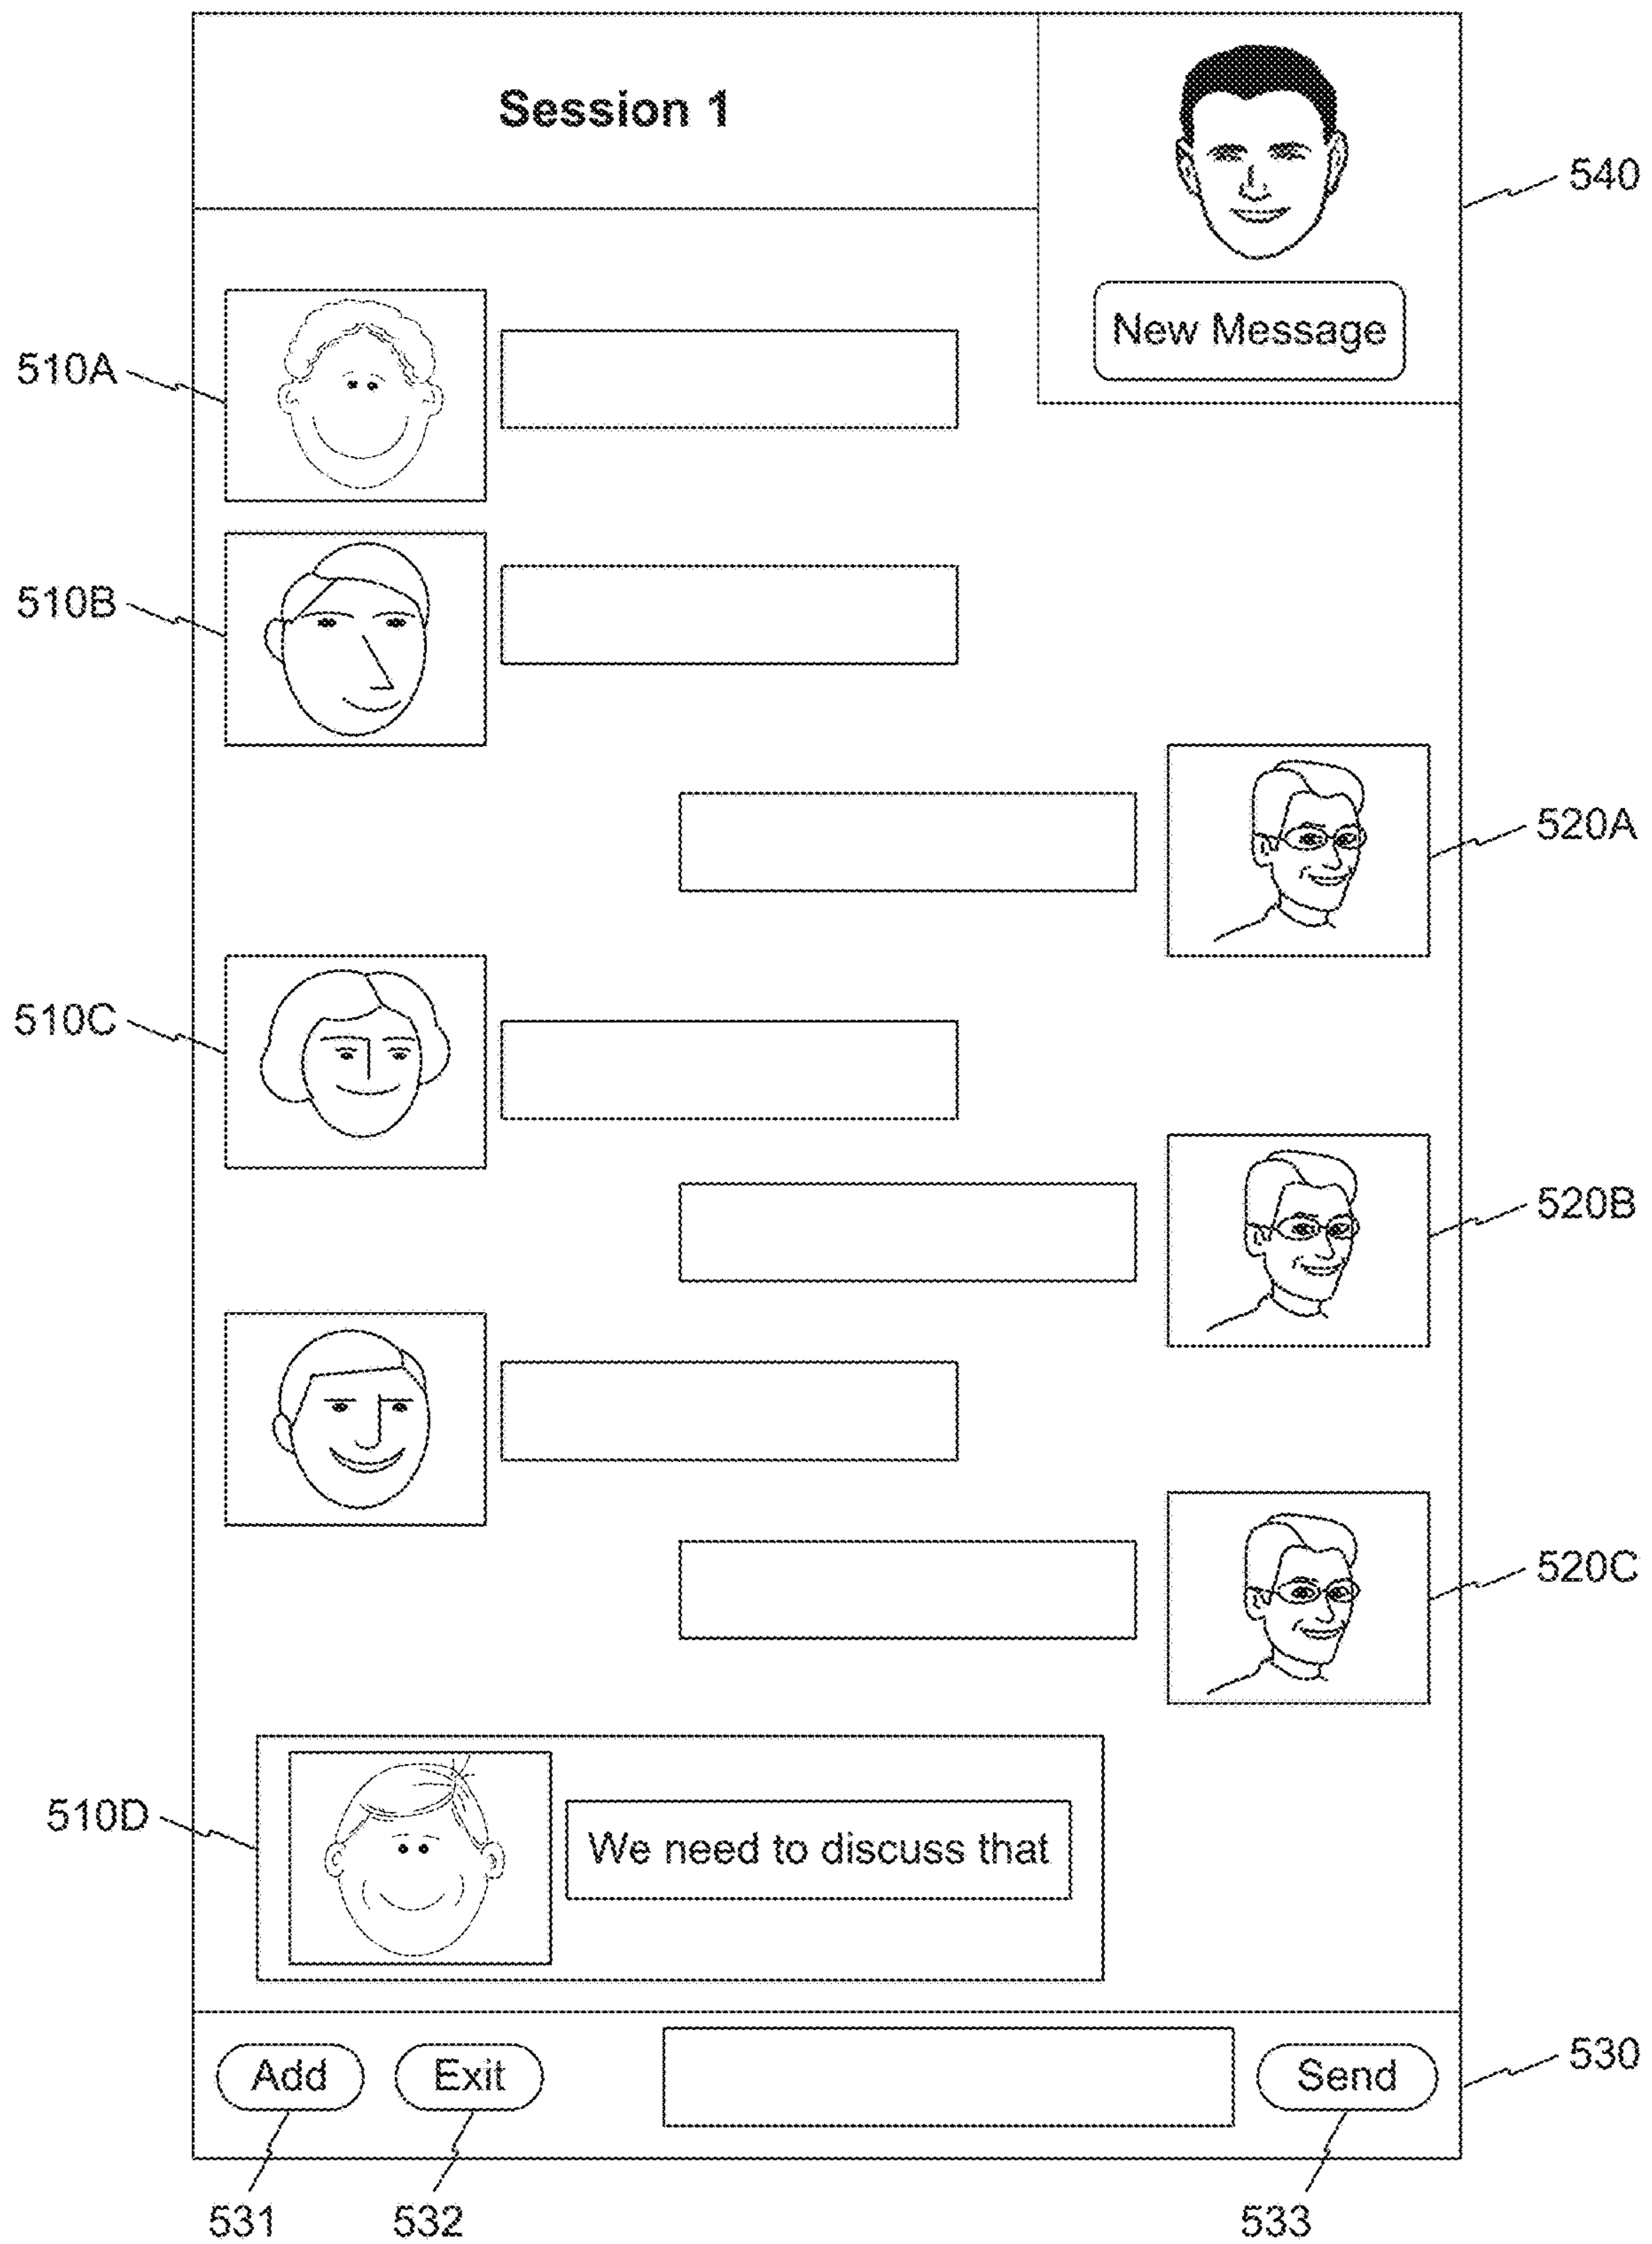 Session 1
540
New Message
510A
510B
520A
510C
520B
520C
510D
We need to discuss that
530
Add
Exit
Send
531
532
533